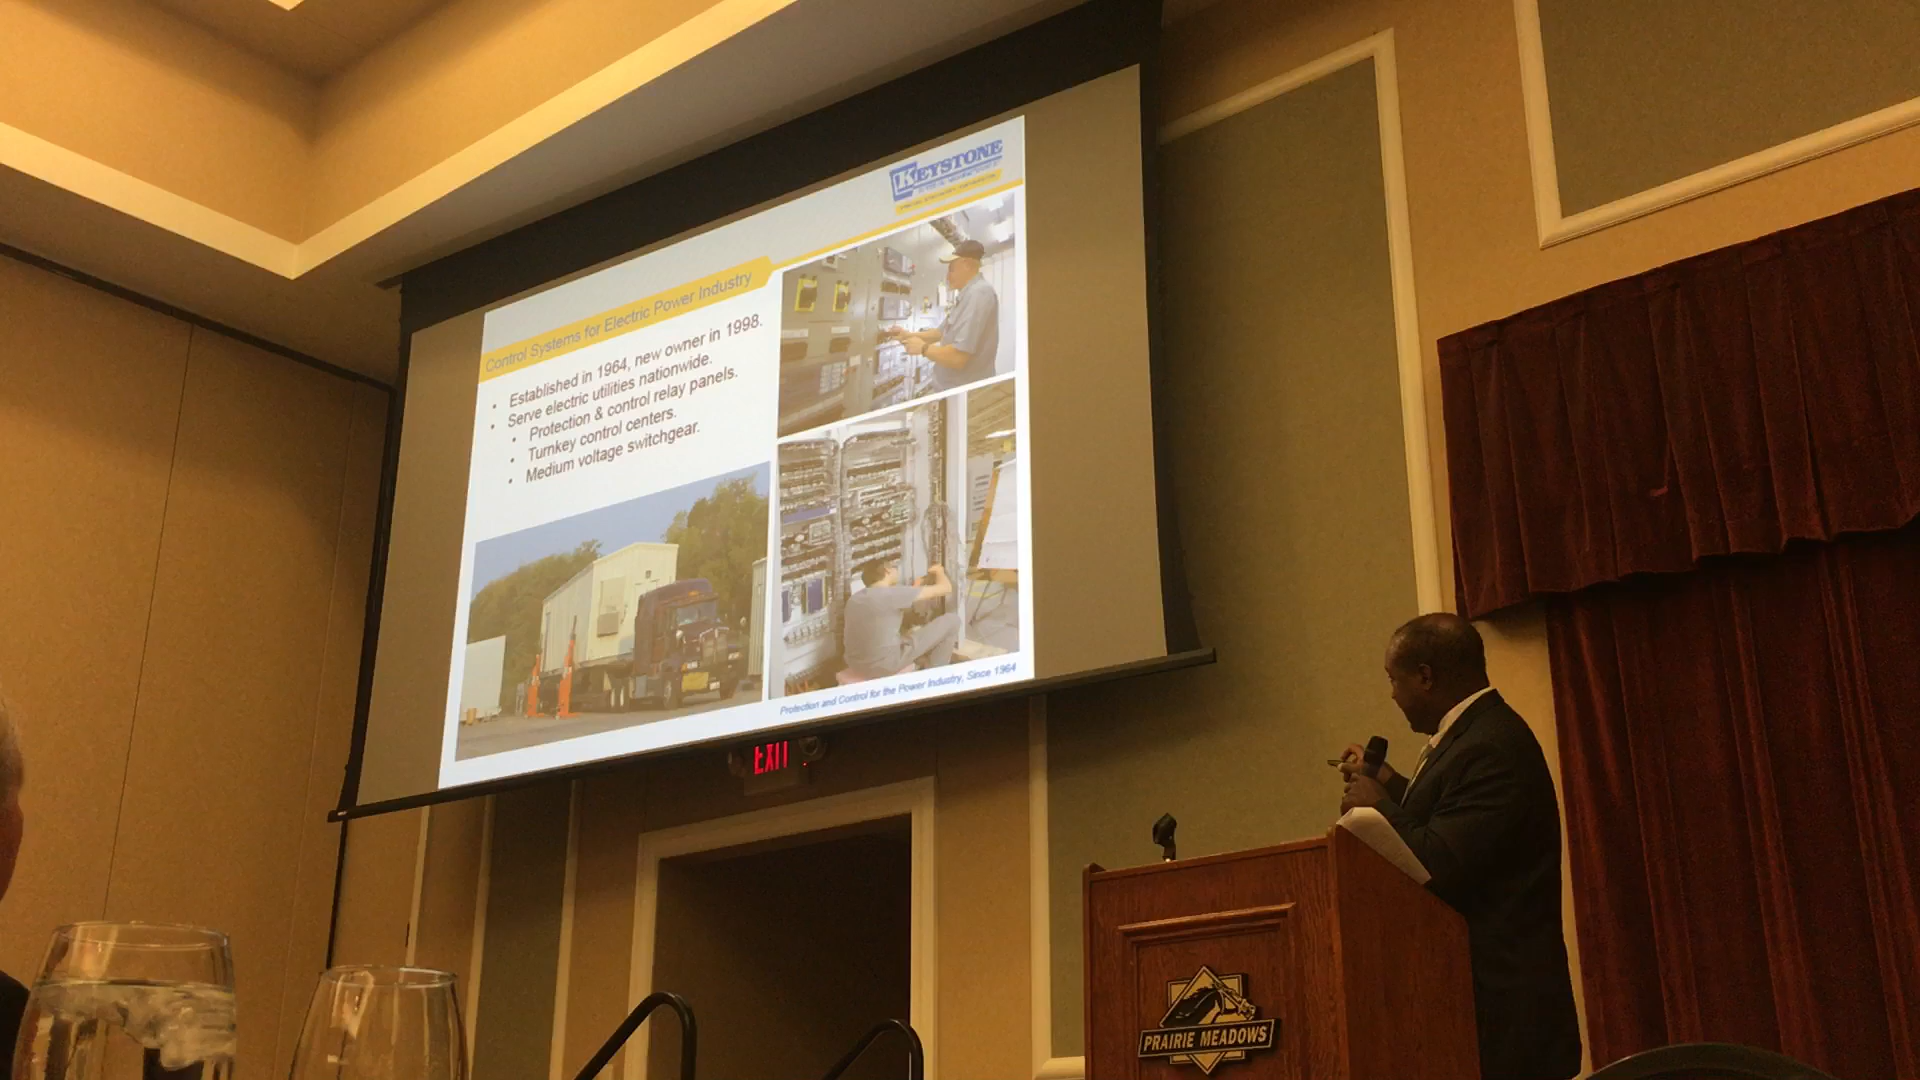 KEYSTONE
Control Systems for Electric Power Industry
• Established in 1964, new owner in 1998.
• Serve electric utilities nationwide.
• Protection & control relay panels.
• Turnkey control centers.
• Medium voltage switchgear.
Protection and Control for the Power Industry, Since 1964
EXIT
PRAIRIE MEADOWS